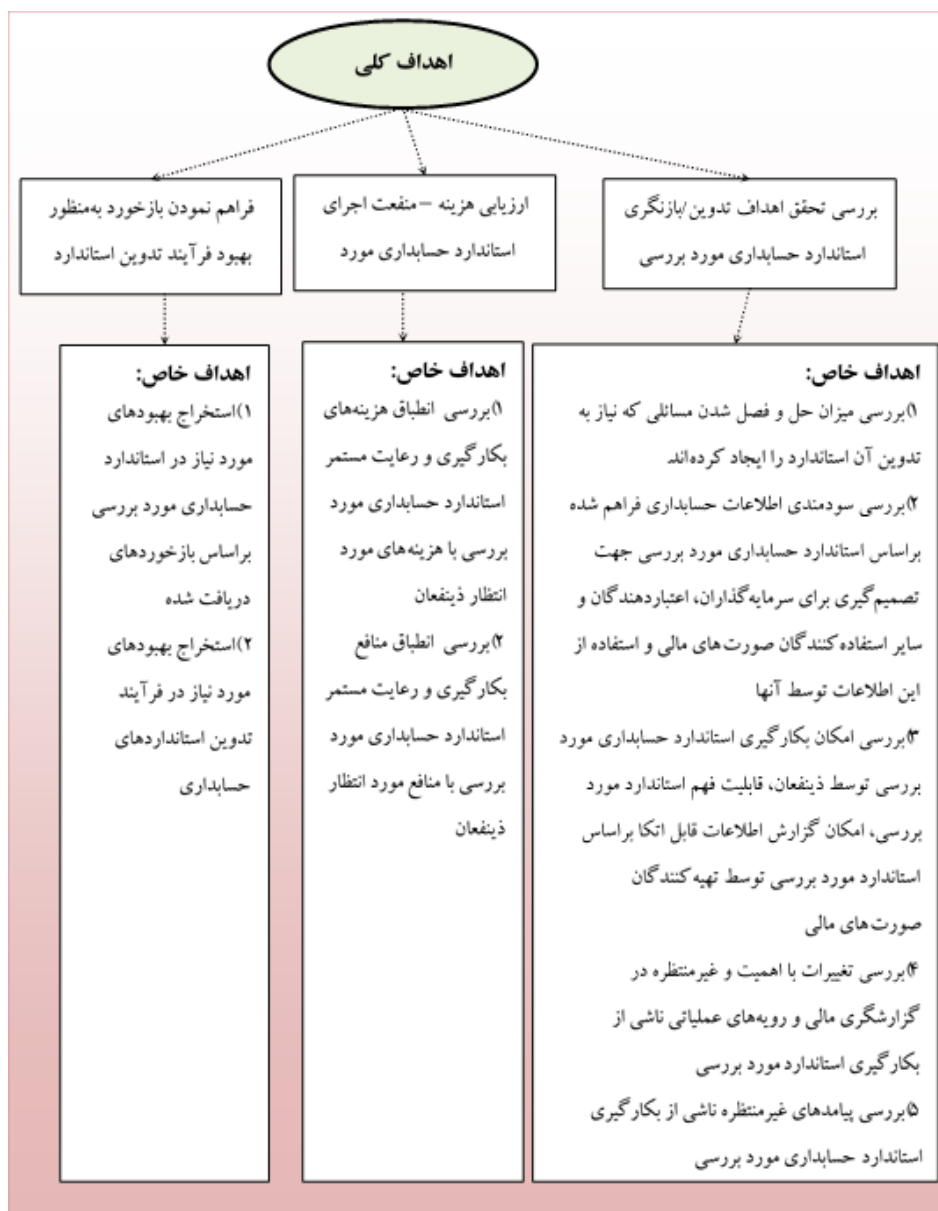 اهداف کلی
بررسی تحقق اهداف تدوین/بازنگری
استاندارد حسابداری مورد بررسی
ارزیابی هزینه – منفعت اجرای
استاندارد حسابداری مورد
فراهم نمودن بازخورد به‌منظور
بهبود فرآیند تدوین استاندارد
اهداف خاص:
۱)بررسی میزان حل و فصل شدن مسائلی که نیاز به
تدوین آن استاندارد را ایجاد کرده‌اند.
۲)بررسی سودمندی اطلاعات حسابداری فراهم شده
براساس استاندارد حسابداری مورد بررسی جهت
تصمیم‌گیری برای سرمایه‌گذاران، اعتباردهندگان و
سایر استفاده‌کنندگان صورت‌های مالی و استفاده از
این اطلاعات توسط آنها
۳)بررسی امکان بکارگیری استاندارد حسابداری مورد
بررسی توسط ذینفعان، قابلیت فهم استاندارد مورد
بررسی، امکان گزارش اطلاعات قابل اتکا براساس
استاندارد مورد بررسی توسط تهیه‌کنندگان
صورت‌های مالی
۴)بررسی تغییرات با اهمیت و غیرمنتظره در
گزارشگری مالی و رویه‌های عملیاتی ناشی از
بکارگیری استاندارد مورد بررسی
۵)بررسی پیامدهای غیرمنتظره ناشی از بکارگیری
استاندارد حسابداری مورد بررسی
اهداف خاص:
۱)بررسی انطباق هزینه‌های
بکارگیری و رعایت مستمر
استاندارد حسابداری مورد
بررسی با هزینه‌های مورد
انتظار ذینفعان
۲)بررسی انطباق منافع
بکارگیری و رعایت مستمر
استاندارد حسابداری مورد
بررسی با منافع مورد انتظار
ذینفعان
اهداف خاص:
۱)استخراج بهبودهای
مورد نیاز در استاندارد
حسابداری مورد بررسی
براساس بازخوردهای
دریافت شده
۲)استخراج بهبودهای
مورد نیاز در فرآیند
تدوین استانداردهای
حسابداری